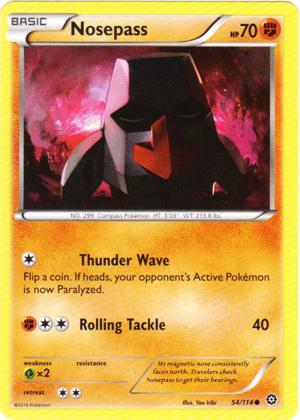 BASIC
Nosepass HP70
NO. 299 Compass Pokémon HT: 3'03" WT: 213.8 lbs.
Thunder Wave
Flip a coin. If heads, your opponent's Active Pokémon
is now Paralyzed.
Rolling Tackle 40
weakness resistance
×2
retreat
Its magnetic nose consistently
faces north. Travelers check
Nosepass to get their bearings.
©2016 Pokémon
Illus. You Iribi 54/114